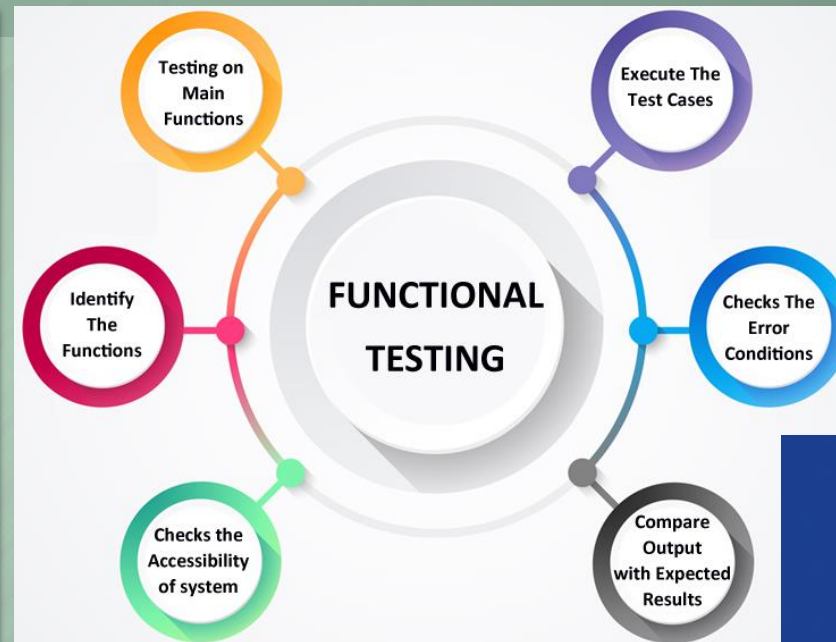 Testing on
Main
Functions
Execute The
Test Cases
Identify
The
Functions
FUNCTIONAL
TESTING
Checks The
Error
Conditions
Checks the
Accessibility
of system
Compare
Output
with Expected
Results